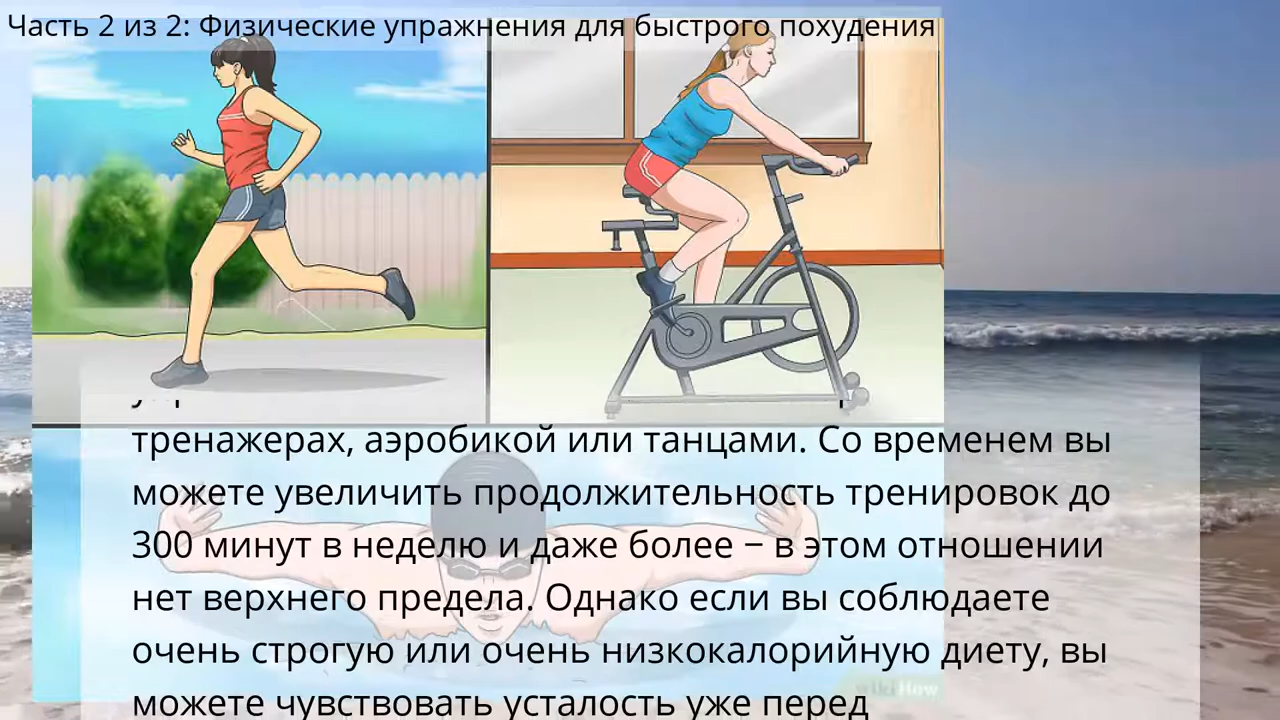 Часть 2 из 2: Физические упражнения для быстрого похудения
тренажерах, аэробикой или танцами. Со временем вы
можете увеличить продолжительность тренировок до
300 минут в неделю и даже более – в этом отношении
нет верхнего предела. Однако если вы соблюдаете
очень строгую или очень низкокалорийную диету, вы
можете чувствовать усталость уже перед
wikiHow